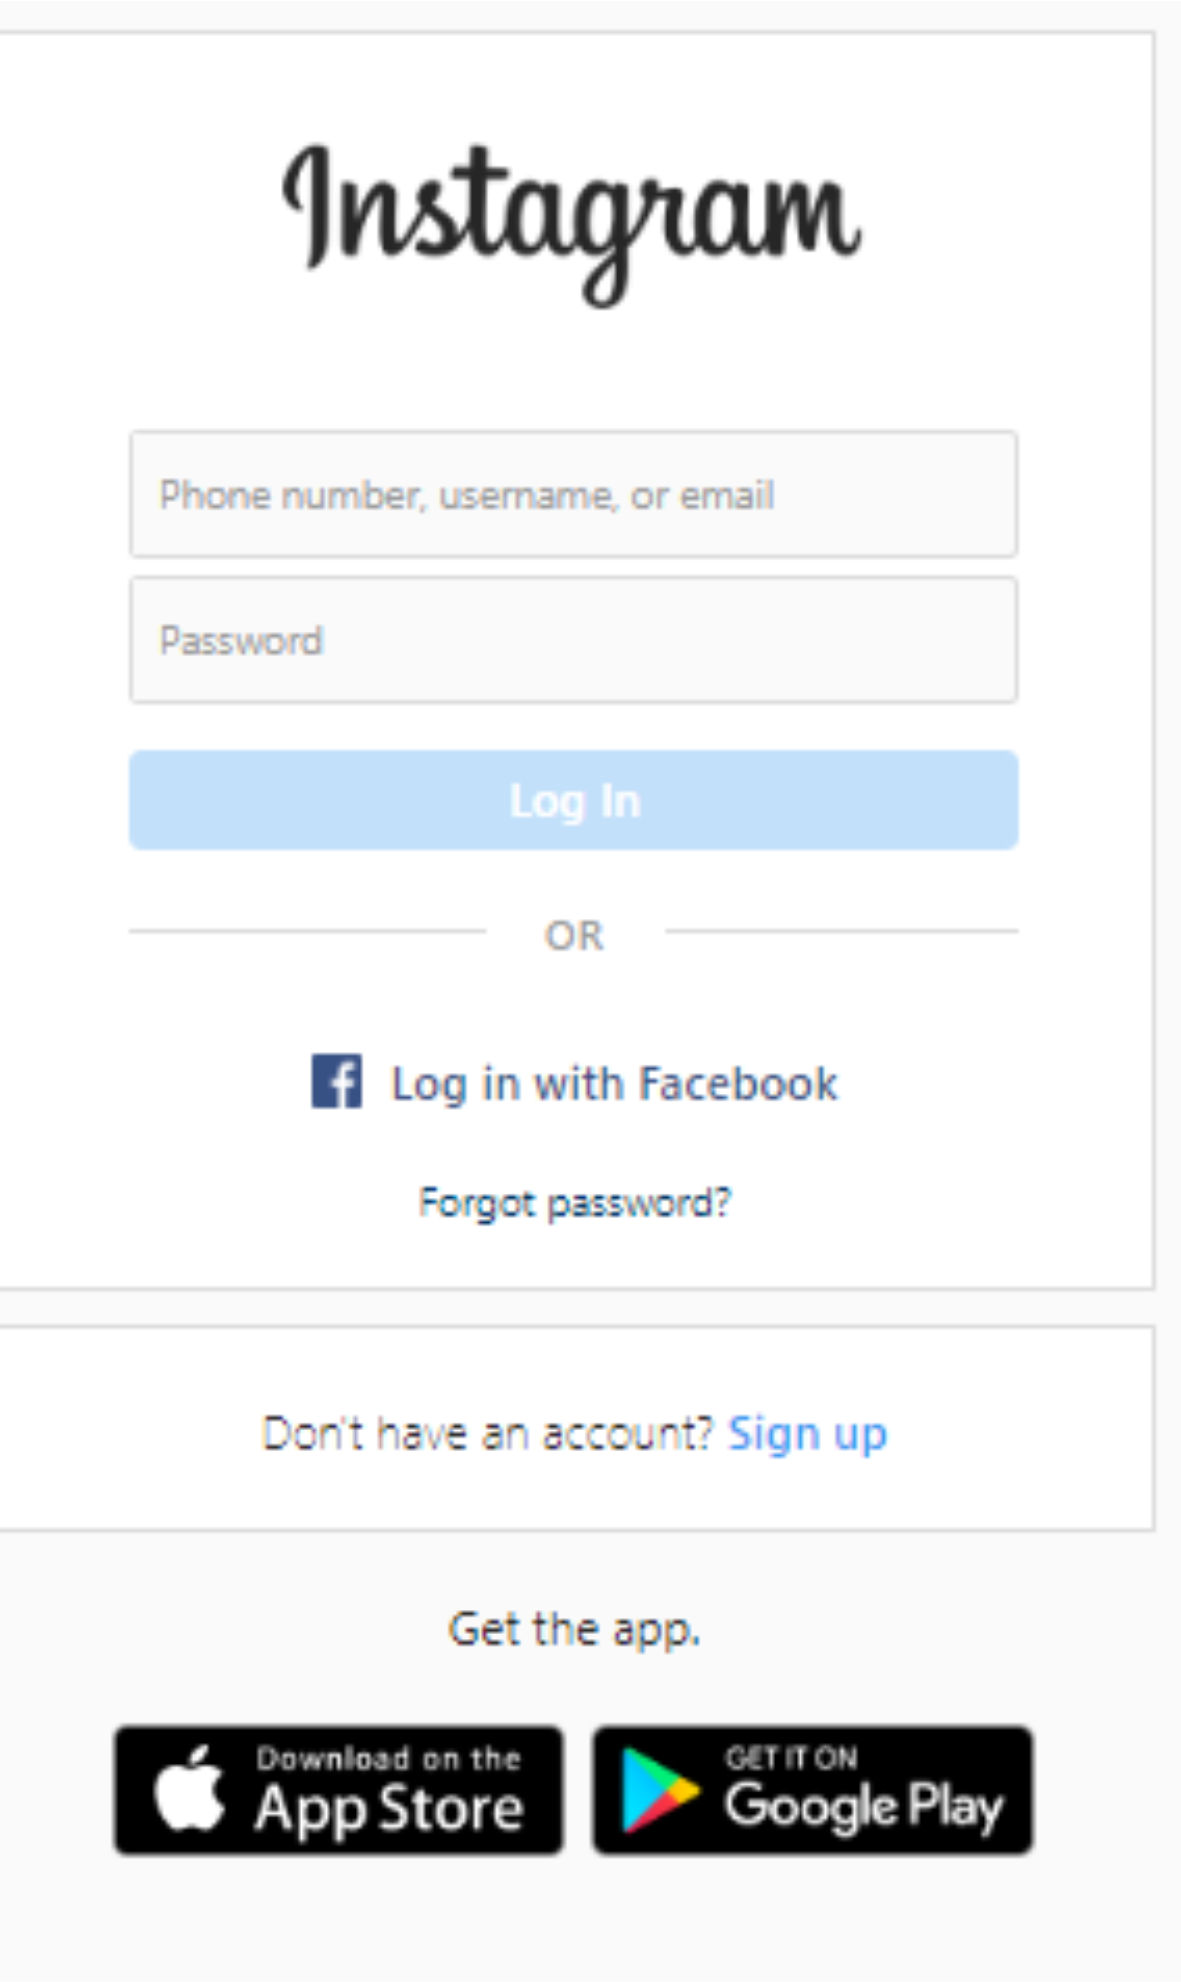 Instagram
Phone number, username, or email
Password
Log In
OR
Log in with Facebook
Forgot password?
Don't have an account? Sign up
Get the app.
Download on the
App Store
GET IT ON
Google Play